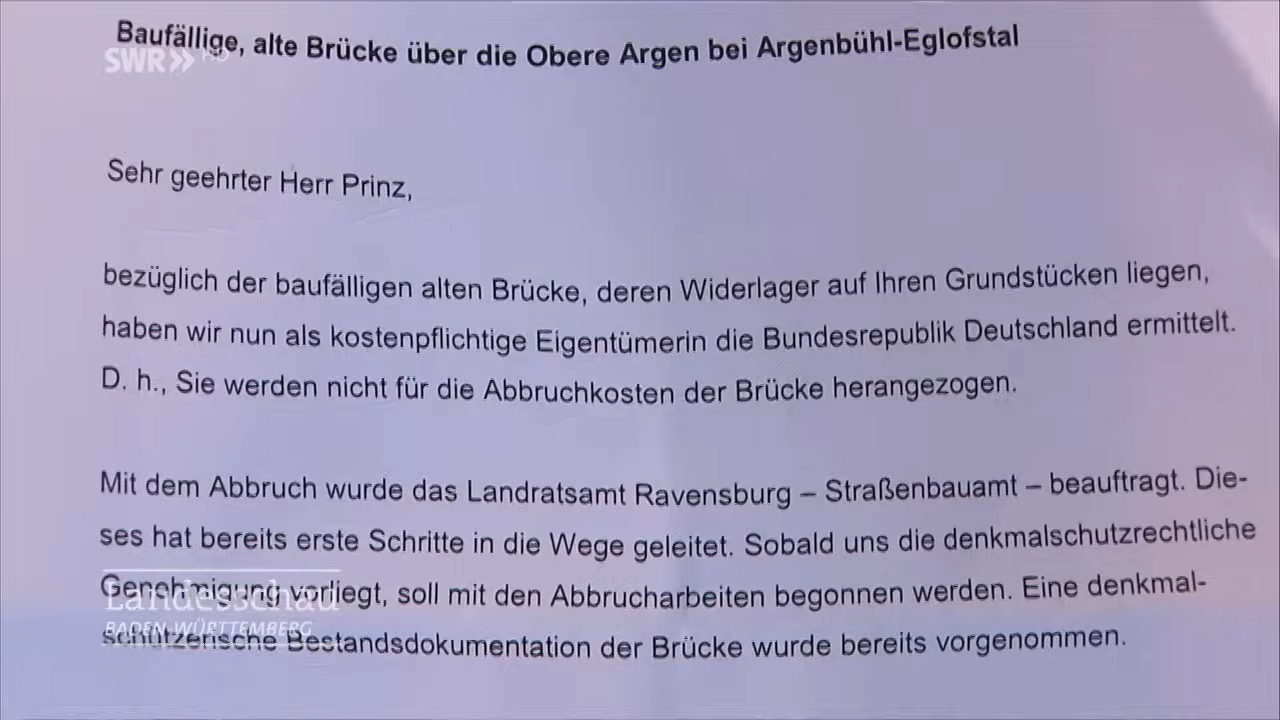 Baufällige, alte Brücke über die Obere Argen bei Argenbühl-Eglofstal
SWR» HD
Sehr geehrter Herr Prinz,
bezüglich der baufälligen alten Brücke, deren Widerlager auf Ihren Grundstücken liegen,
haben wir nun als kostenpflichtige Eigentümerin die Bundesrepublik Deutschland ermittelt.
D. h., Sie werden nicht für die Abbruchkosten der Brücke herangezogen.
Mit dem Abbruch wurde das Landratsamt Ravensburg – Straßenbauamt – beauftragt. Die-
ses hat bereits erste Schritte in die Wege geleitet. Sobald uns die denkmalschutzrechtliche
Genehmigung vorliegt, soll mit den Abbrucharbeiten begonnen werden. Eine denkmal-
Landesschau
schützerische Bestandsdokumentation der Brücke wurde bereits vorgenommen.
BADEN-WÜRTTEMBERG